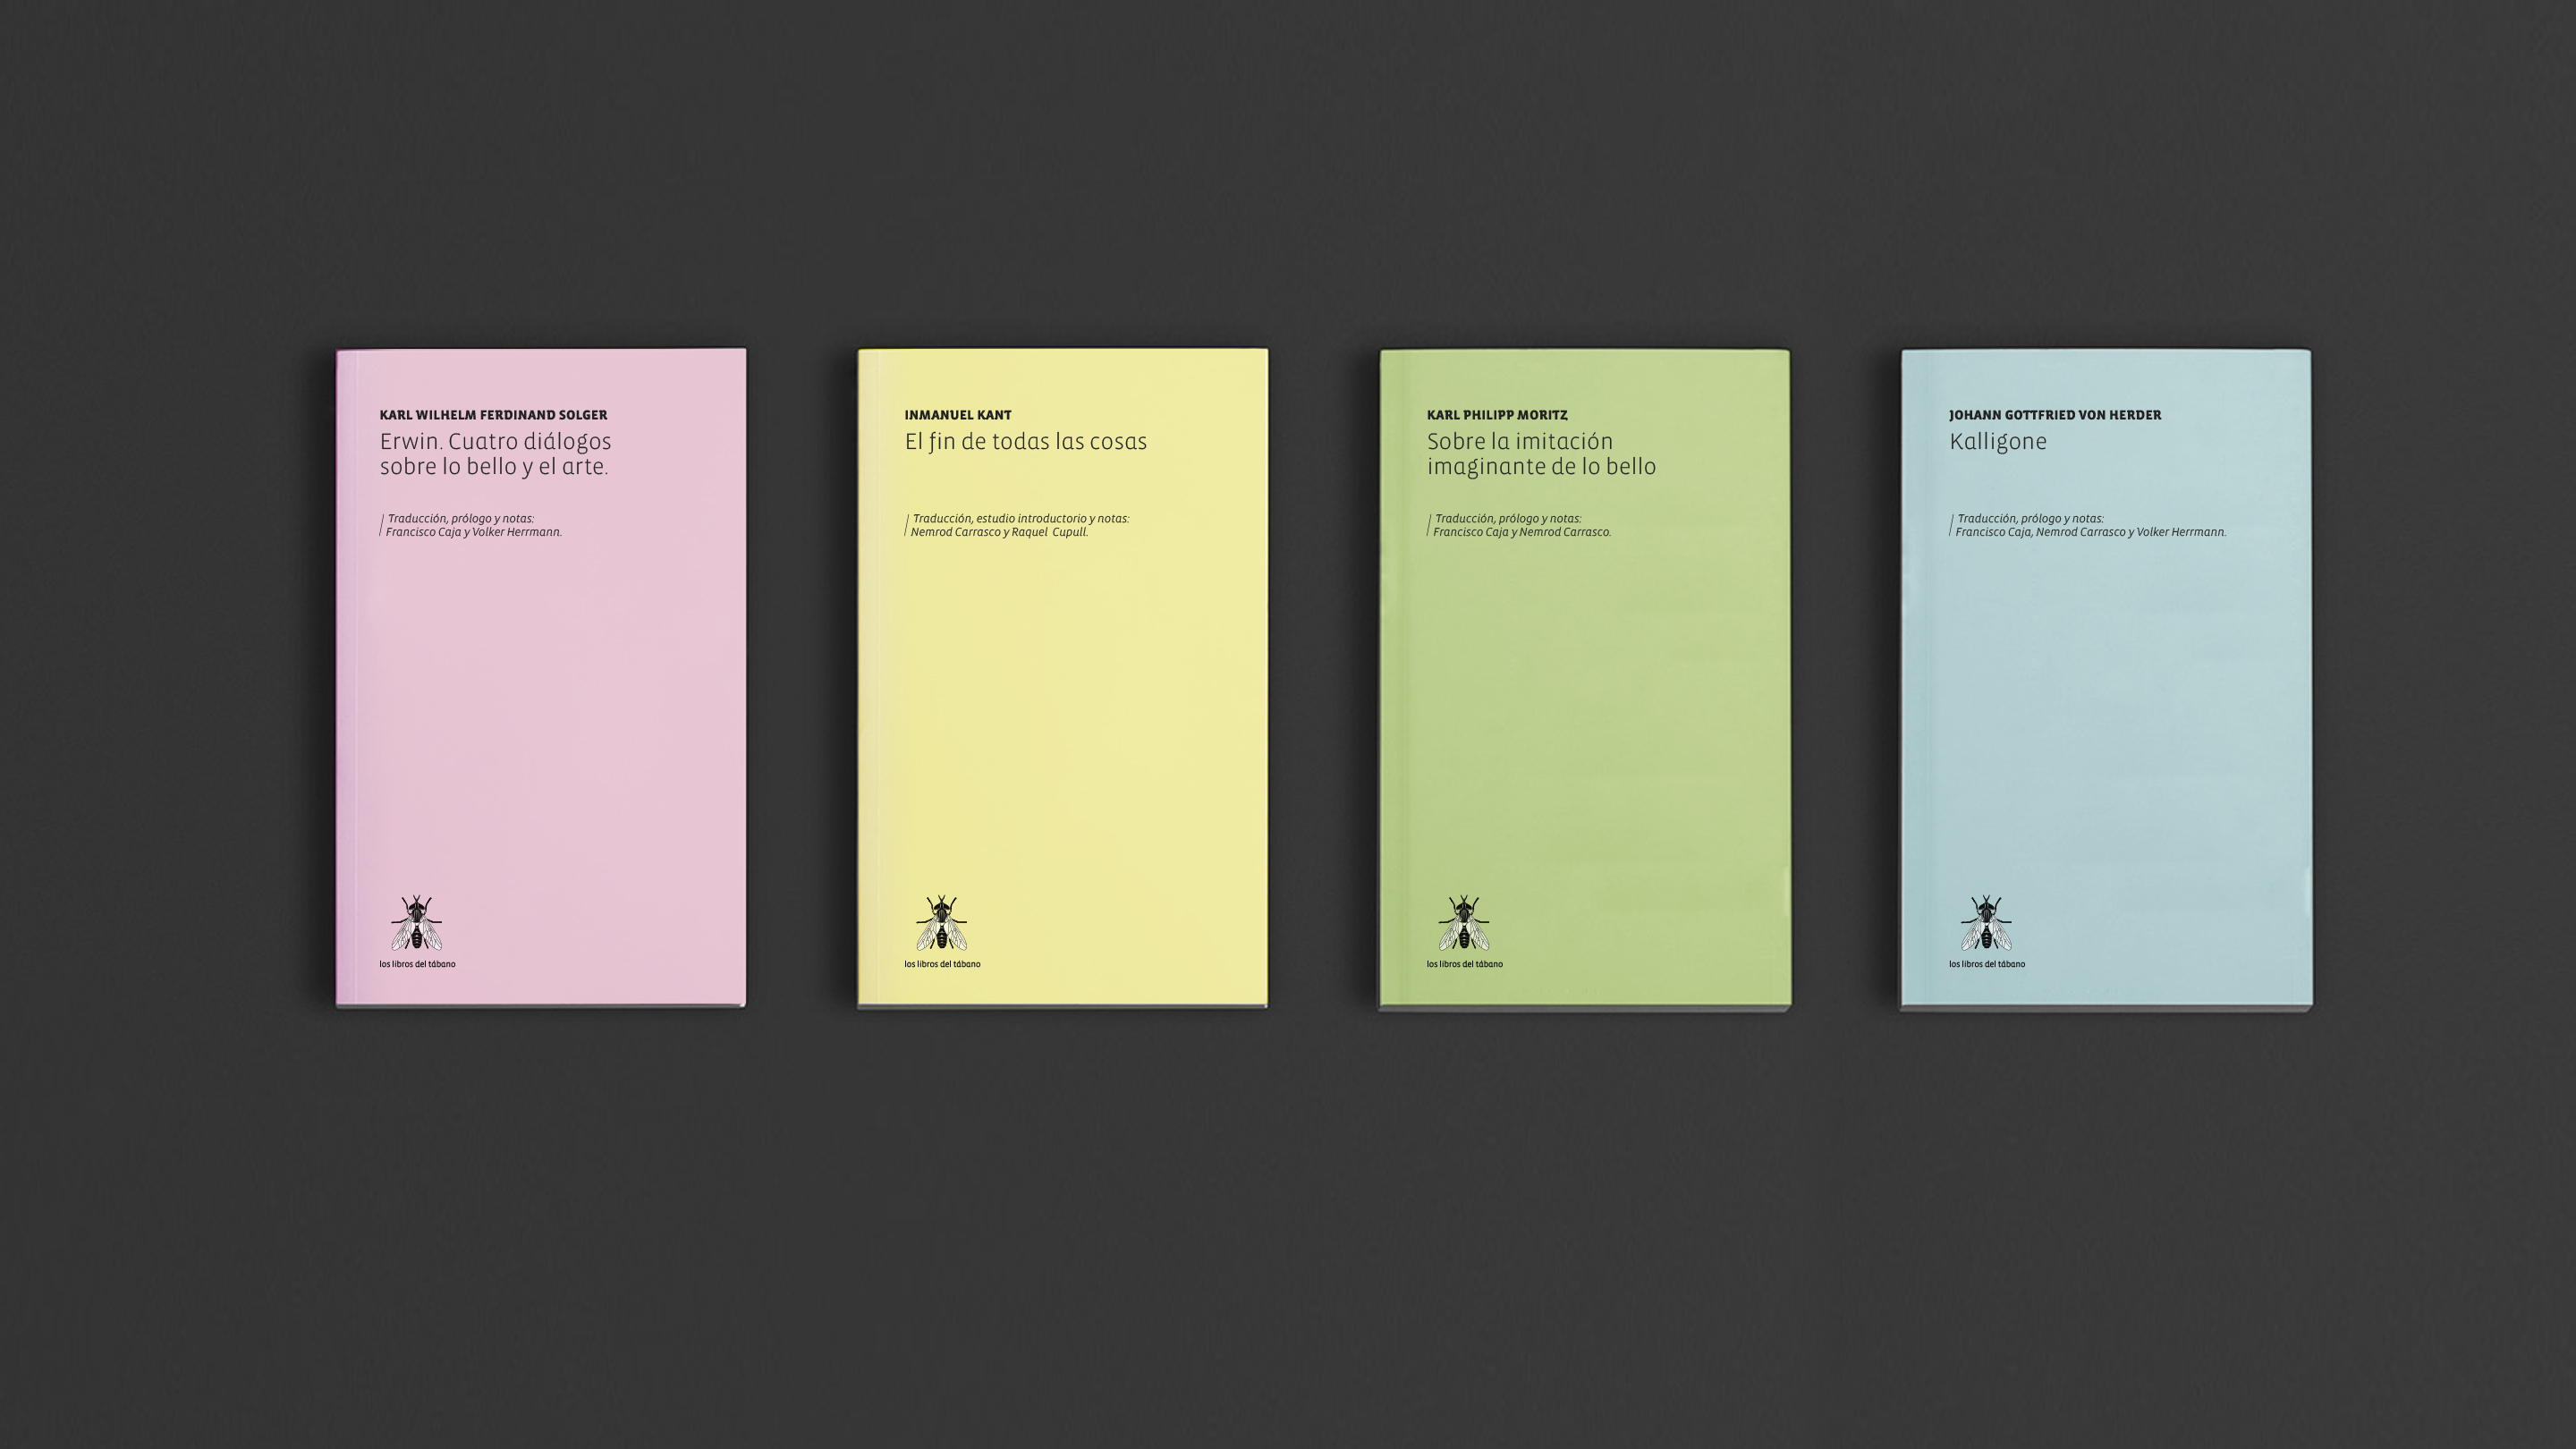 KARL WILHELM FERDINAND SOLGER
Erwin. Cuatro diálogos
sobre lo bello y el arte.
Traducción, prólogo y notas:
Francisco Caja y Volker Herrmann.
los libros del tábano
INMANUEL KANT
El fin de todas las cosas
Traducción, estudio introductorio y notas:
Nemrod Carrasco y Raquel Cupull.
los libros del tábano
KARL PHILIPP MORITZ
Sobre la imitación
imaginante de lo bello
Traducción, prólogo y notas:
Francisco Caja y Nemrod Carrasco.
los libros del tábano
JOHANN GOTTFRIED VON HERDER
Kalligone
Traducción, prólogo y notas:
Francisco Caja, Nemrod Carrasco y Volker Herrmann.
los libros del tábano